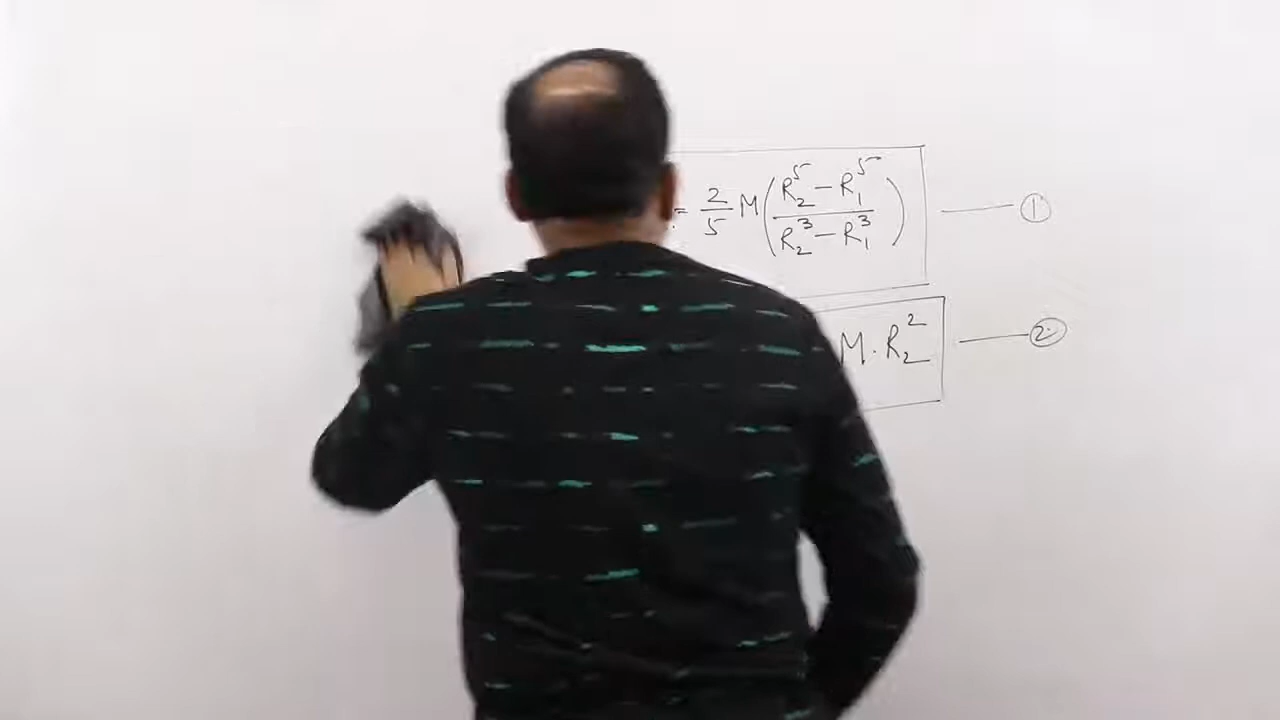 = 2/5 M ( (R₂⁵ − R₁⁵) / (R₂³ − R₁³) ) — ①
M . R₂² — ②